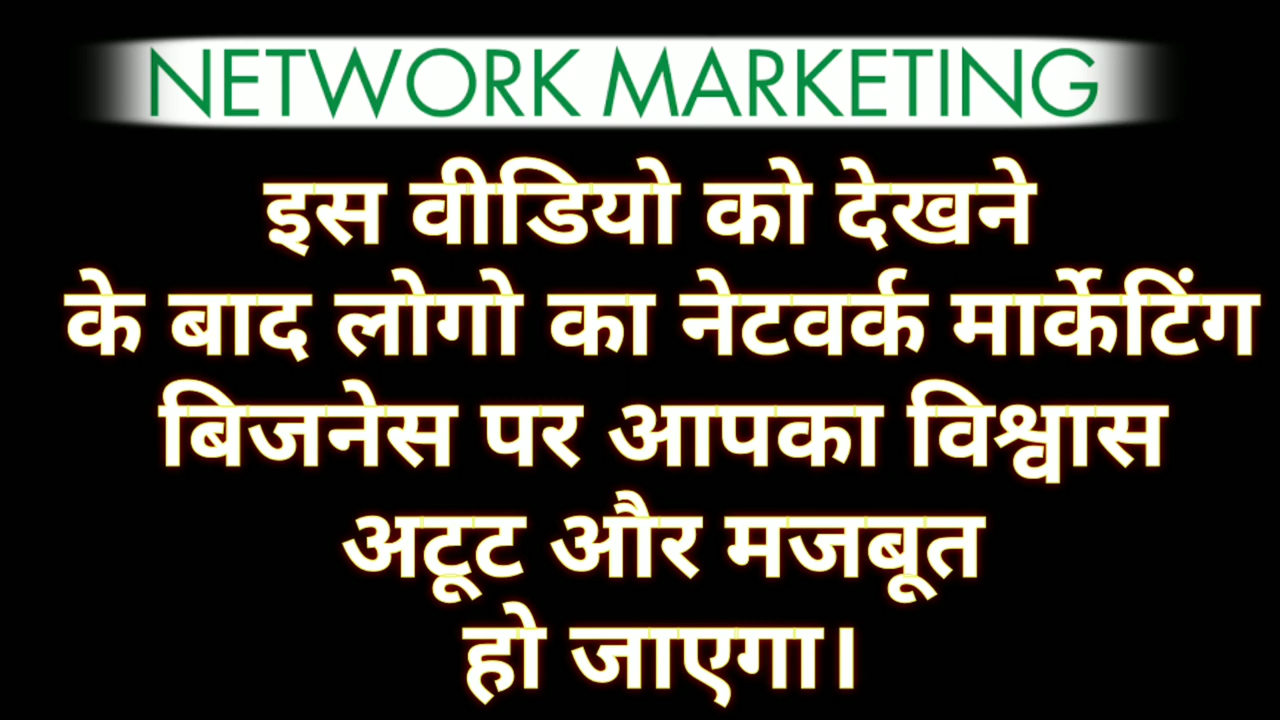 NETWORK MARKETING
इस वीडियो को देखने
के बाद लोगो का नेटवर्क मार्केटिंग
बिजनेस पर आपका विश्वास
अटूट और मजबूत
हो जाएगा।